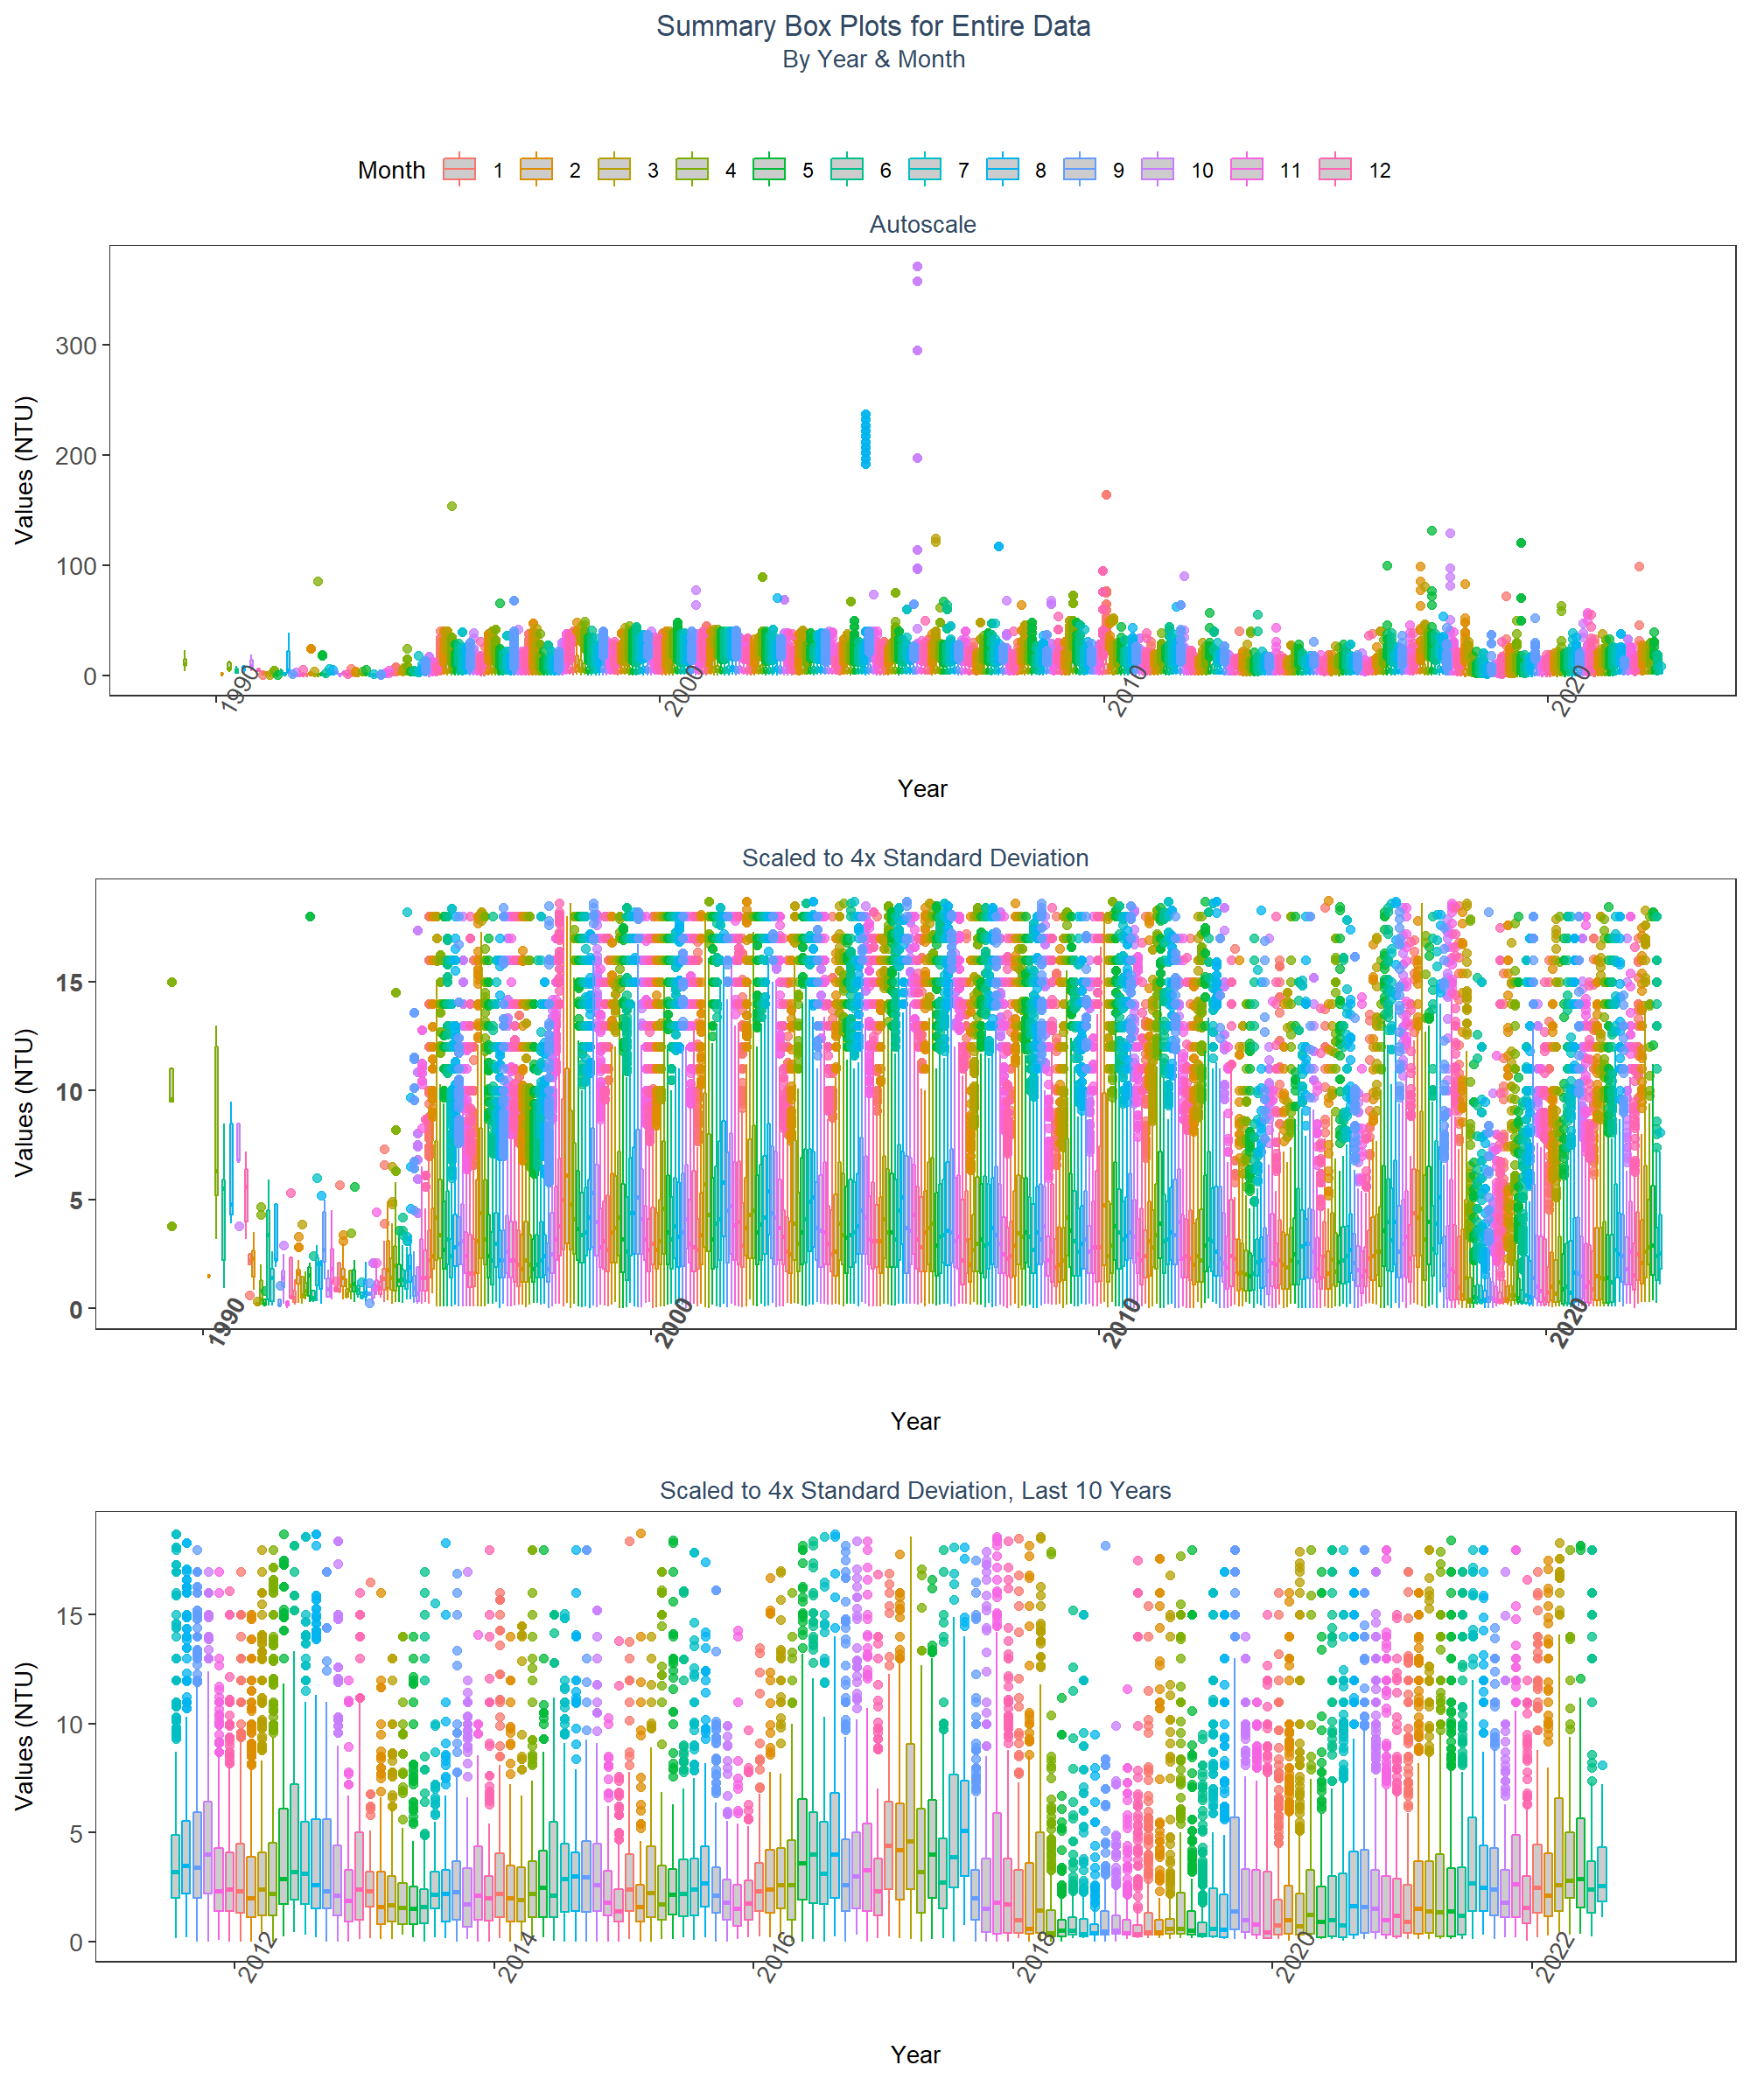 Summary Box Plots for Entire Data
By Year & Month
Month 1 2 3 4 5 6 7 8 9 10 11 12
Autoscale
Values (NTU)
300
200
100
0
1990 2000 2010 2020
Year
Scaled to 4x Standard Deviation
Values (NTU)
15
10
5
0
1990 2000 2010 2020
Year
Scaled to 4x Standard Deviation, Last 10 Years
Values (NTU)
15
10
5
0
2012 2014 2016 2018 2020 2022
Year